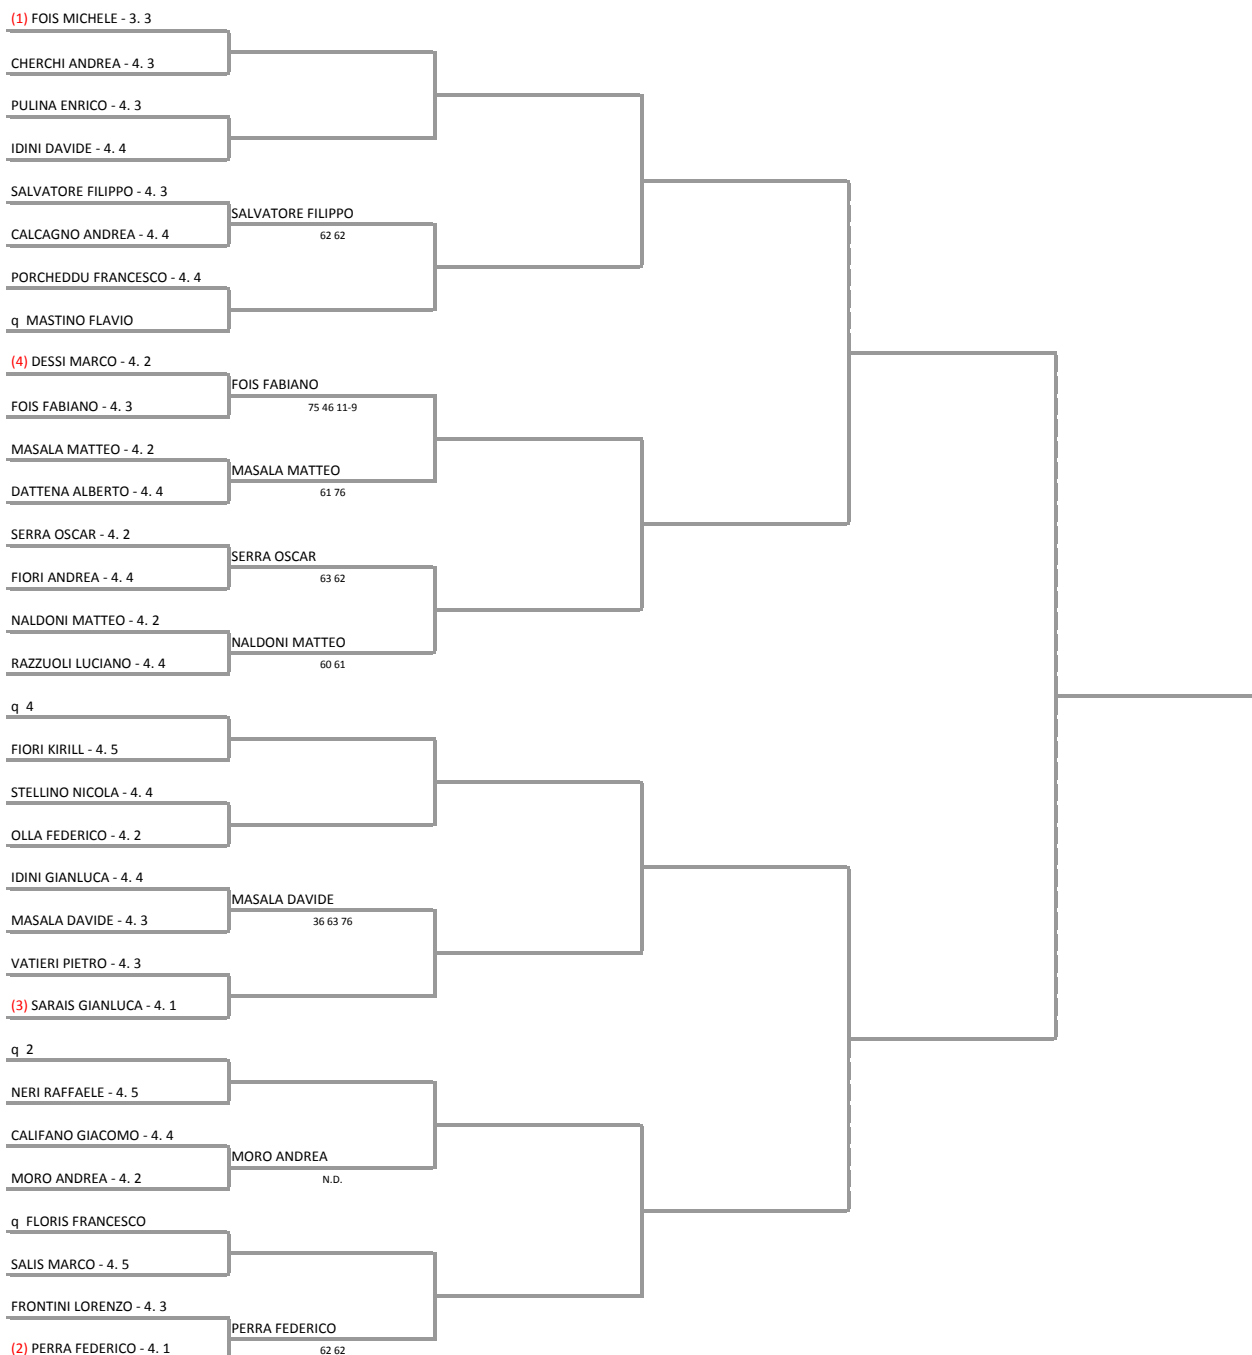 (1) FOIS MICHELE - 3. 3
CHERCHI ANDREA - 4. 3
PULINA ENRICO - 4. 3
IDINI DAVIDE - 4. 4
SALVATORE FILIPPO - 4. 3
SALVATORE FILIPPO
CALCAGNO ANDREA - 4. 4
62 62
PORCHEDDU FRANCESCO - 4. 4
q MASTINO FLAVIO
(4) DESSI MARCO - 4. 2
FOIS FABIANO
FOIS FABIANO - 4. 3
75 46 11-9
MASALA MATTEO - 4. 2
MASALA MATTEO
DATTENA ALBERTO - 4. 4
61 76
SERRA OSCAR - 4. 2
SERRA OSCAR
FIORI ANDREA - 4. 4
63 62
NALDONI MATTEO - 4. 2
NALDONI MATTEO
RAZZUOLI LUCIANO - 4. 4
60 61
q 4
FIORI KIRILL - 4. 5
STELLINO NICOLA - 4. 4
OLLA FEDERICO - 4. 2
IDINI GIANLUCA - 4. 4
MASALA DAVIDE
MASALA DAVIDE - 4. 3
36 63 76
VATIERI PIETRO - 4. 3
(3) SARAIS GIANLUCA - 4. 1
q 2
NERI RAFFAELE - 4. 5
CALIFANO GIACOMO - 4. 4
MORO ANDREA
MORO ANDREA - 4. 2
N.D.
q FLORIS FRANCESCO
SALIS MARCO - 4. 5
FRONTINI LORENZO - 4. 3
PERRA FEDERICO
(2) PERRA FEDERICO - 4. 1
62 62